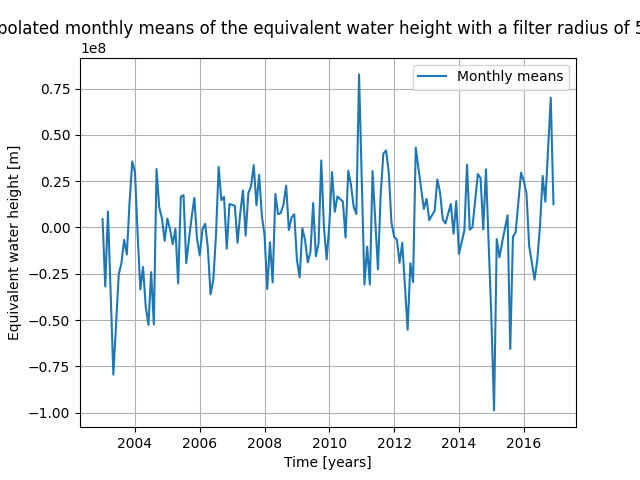 polated monthly means of the equivalent water height with a filter radius of 5
1e8
Monthly means
0.75
0.50
0.25
0.00
−0.25
−0.50
−0.75
−1.00
Equivalent water height [m]
2004 2006 2008 2010 2012 2014 2016
Time [years]